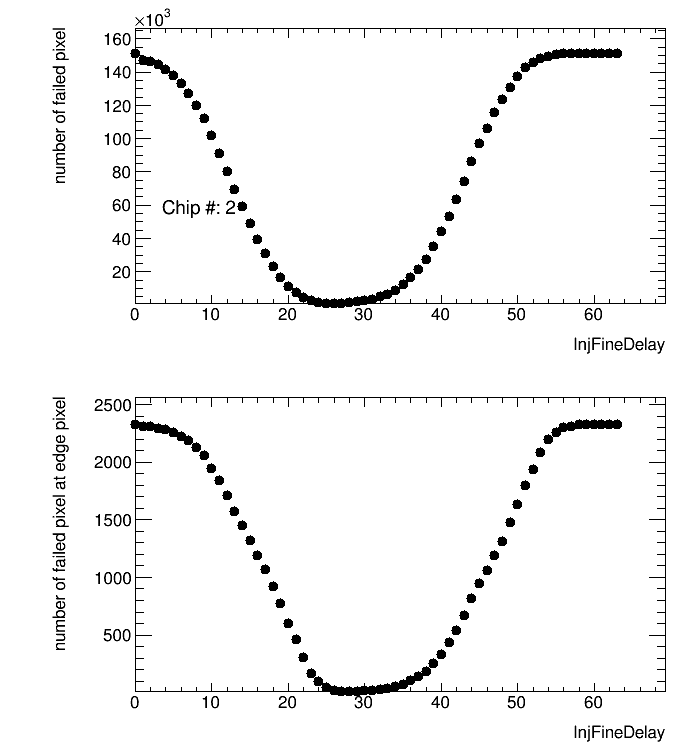 ×10³
number of failed pixel
160
140
120
100
80
60
40
20
Chip #: 2
0 10 20 30 40 50 60
InjFineDelay
number of failed pixel at edge pixel
2500
2000
1500
1000
500
0 10 20 30 40 50 60
InjFineDelay